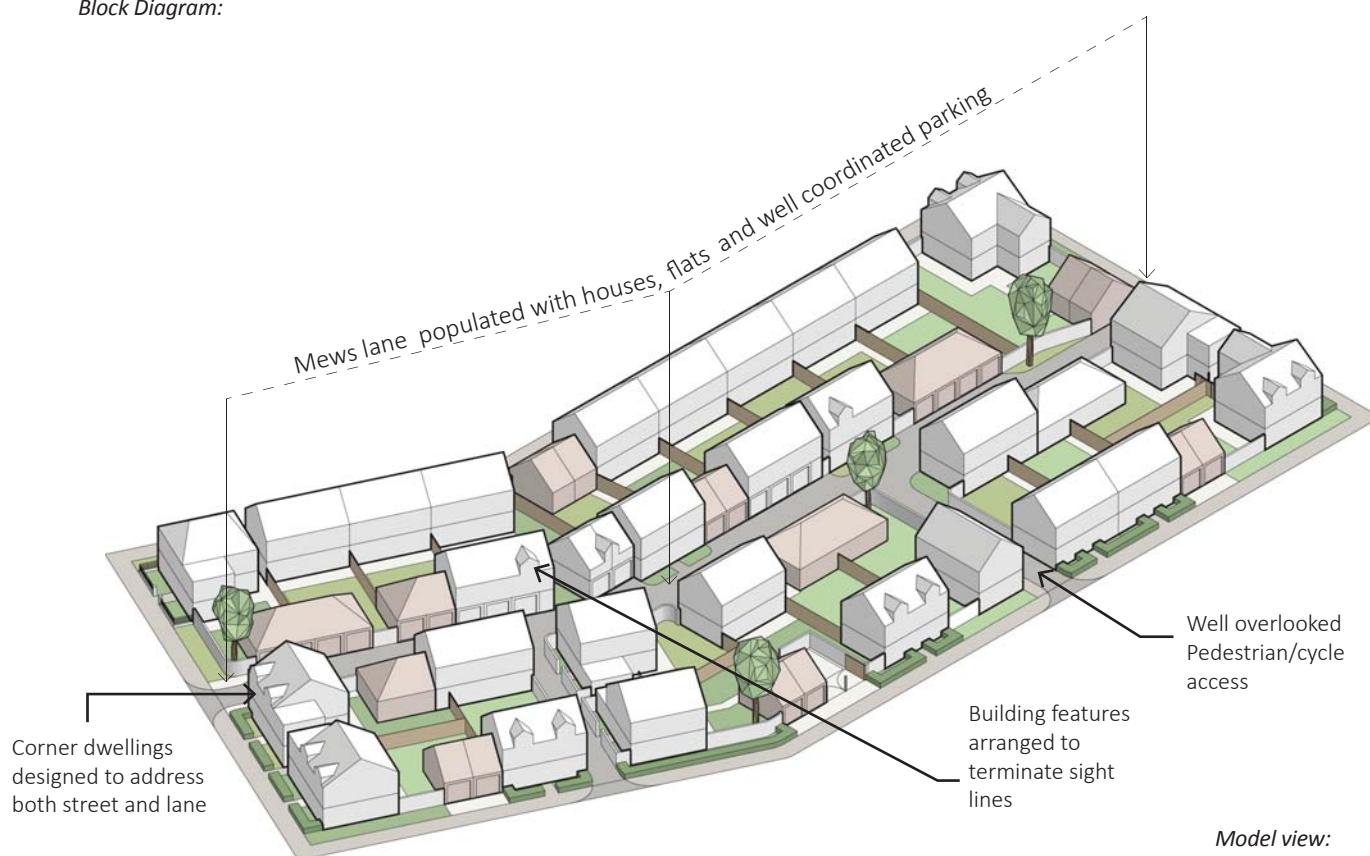 Block Diagram:
Mews lane populated with houses, flats and well coordinated parking
Well overlooked
Pedestrian/cycle
access
Building features
arranged to
terminate sight
lines
Corner dwellings
designed to address
both street and lane
Model view: